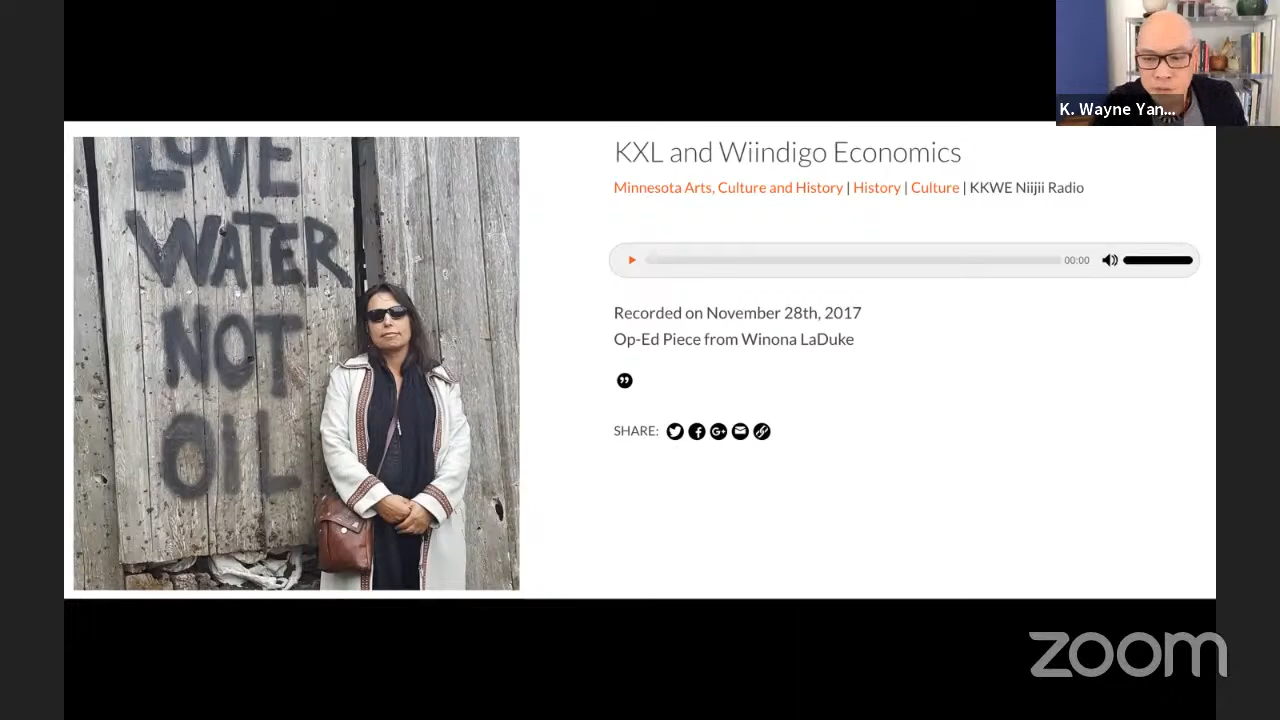 K. Wayne Yan...
LOVE
WATER
NOT
OIL
KXL and Wiindigo Economics
Minnesota Arts, Culture and History | History | Culture | KKWE Niijii Radio
00:00
Recorded on November 28th, 2017
Op-Ed Piece from Winona LaDuke
SHARE:
zoom